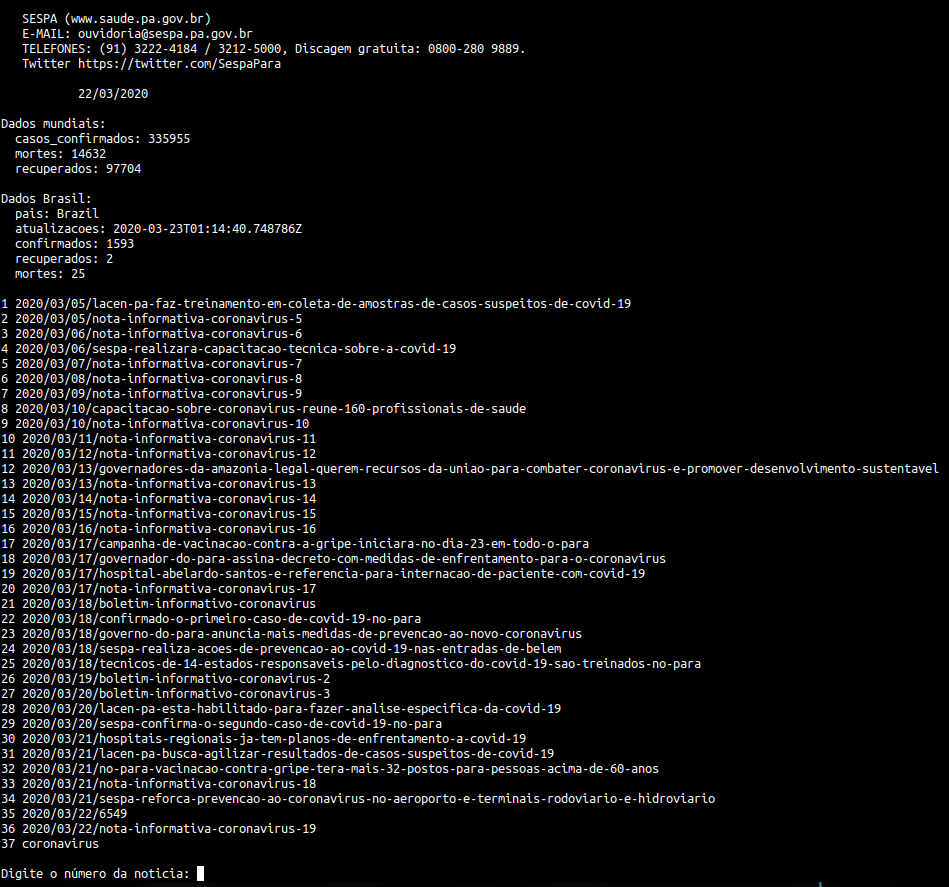 SESPA (www.saude.pa.gov.br)
E-MAIL: ouvidoria@sespa.pa.gov.br
TELEFONES: (91) 3222-4184 / 3212-5000, Discagem gratuita: 0800-280 9889.
Twitter https://twitter.com/SespaPara
22/03/2020
Dados mundiais:
casos_confirmados: 335955
mortes: 14632
recuperados: 97704
Dados Brasil:
pais: Brazil
atualizacoes: 2020-03-23T01:14:40.748786Z
confirmados: 1593
recuperados: 2
mortes: 25
1 2020/03/05/lacen-pa-faz-treinamento-em-coleta-de-amostras-de-casos-suspeitos-de-covid-19
2 2020/03/05/nota-informativa-coronavirus-5
3 2020/03/06/nota-informativa-coronavirus-6
4 2020/03/06/sespa-realizara-capacitacao-tecnica-sobre-a-covid-19
5 2020/03/07/nota-informativa-coronavirus-7
6 2020/03/08/nota-informativa-coronavirus-8
7 2020/03/09/nota-informativa-coronavirus-9
8 2020/03/10/capacitacao-sobre-coronavirus-reune-160-profissionais-de-saude
9 2020/03/10/nota-informativa-coronavirus-10
10 2020/03/11/nota-informativa-coronavirus-11
11 2020/03/12/nota-informativa-coronavirus-12
12 2020/03/13/governadores-da-amazonia-legal-querem-recursos-da-uniao-para-combater-coronavirus-e-promover-desenvolvimento-sustentavel
13 2020/03/13/nota-informativa-coronavirus-13
14 2020/03/14/nota-informativa-coronavirus-14
15 2020/03/15/nota-informativa-coronavirus-15
16 2020/03/16/nota-informativa-coronavirus-16
17 2020/03/17/campanha-de-vacinacao-contra-a-gripe-iniciara-no-dia-23-em-todo-o-para
18 2020/03/17/governador-do-para-assina-decreto-com-medidas-de-enfrentamento-para-o-coronavirus
19 2020/03/17/hospital-abelardo-santos-e-referencia-para-internacao-de-paciente-com-covid-19
20 2020/03/17/nota-informativa-coronavirus-17
21 2020/03/18/boletim-informativo-coronavirus
22 2020/03/18/confirmado-o-primeiro-caso-de-covid-19-no-para
23 2020/03/18/governo-do-para-anuncia-mais-medidas-de-prevencao-ao-novo-coronavirus
24 2020/03/18/sespa-realiza-acoes-de-prevencao-ao-covid-19-nas-entradas-de-belem
25 2020/03/18/tecnicos-de-14-estados-responsaveis-pelo-diagnostico-do-covid-19-sao-treinados-no-para
26 2020/03/19/boletim-informativo-coronavirus-2
27 2020/03/20/boletim-informativo-coronavirus-3
28 2020/03/20/lacen-pa-esta-habilitado-para-fazer-analise-especifica-da-covid-19
29 2020/03/20/sespa-confirma-o-segundo-caso-de-covid-19-no-para
30 2020/03/21/hospitais-regionais-ja-tem-planos-de-enfrentamento-a-covid-19
31 2020/03/21/lacen-pa-busca-agilizar-resultados-de-casos-suspeitos-de-covid-19
32 2020/03/21/no-para-vacinacao-contra-gripe-tera-mais-32-postos-para-pessoas-acima-de-60-anos
33 2020/03/21/nota-informativa-coronavirus-18
34 2020/03/21/sespa-reforca-prevencao-ao-coronavirus-no-aeroporto-e-terminais-rodoviario-e-hidroviario
35 2020/03/22/6549
36 2020/03/22/nota-informativa-coronavirus-19
37 coronavirus
Digite o número da noticia: